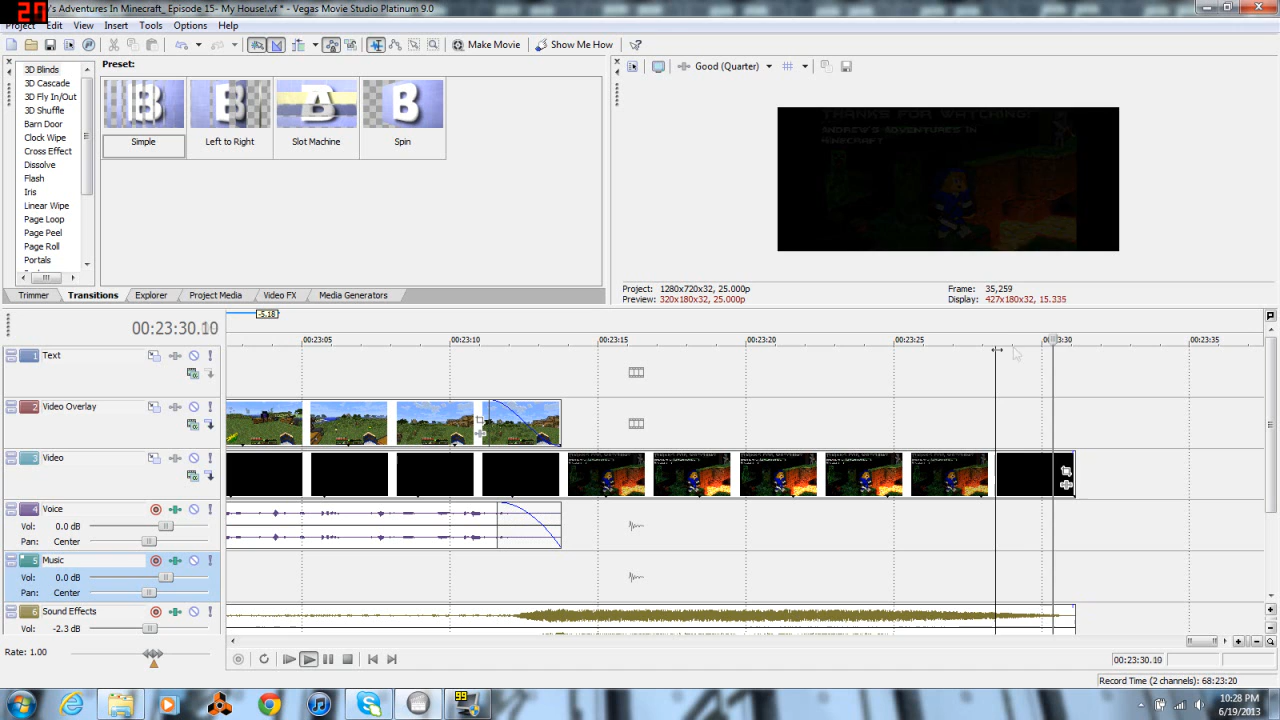 27
's Adventures In Minecraft_ Episode 15- My House!.vf * - Vegas Movie Studio Platinum 9.0
Project Edit View Insert Tools Options Help
Make Movie Show Me How
3D Blinds
3D Cascade
3D Fly In/Out
3D Shuffle
Barn Door
Clock Wipe
Cross Effect
Dissolve
Flash
Iris
Linear Wipe
Page Loop
Page Peel
Page Roll
Portals
Preset:
Simple Left to Right Slot Machine Spin
Good (Quarter)
THANKS FOR WATCHING!
ANDREW'S ADVENTURES IN
MINECRAFT
Project: 1280x720x32, 25.000p Frame: 35,259
Preview: 320x180x32, 25.000p Display: 427x180x32, 15.335
Trimmer Transitions Explorer Project Media Video FX Media Generators
-5.18
00:23:30.10
00:23:05 00:23:10 00:23:15 00:23:20 00:23:25 00:23:30 00:23:35
1 Text
2 Video Overlay
3 Video
4 Voice
Vol: 0.0 dB
Pan: Center
5 Music
Vol: 0.0 dB
Pan: Center
6 Sound Effects
Vol: -2.3 dB
Rate: 1.00
00:23:30.10
Record Time (2 channels): 68:23:20
99
10:28 PM
6/19/2013